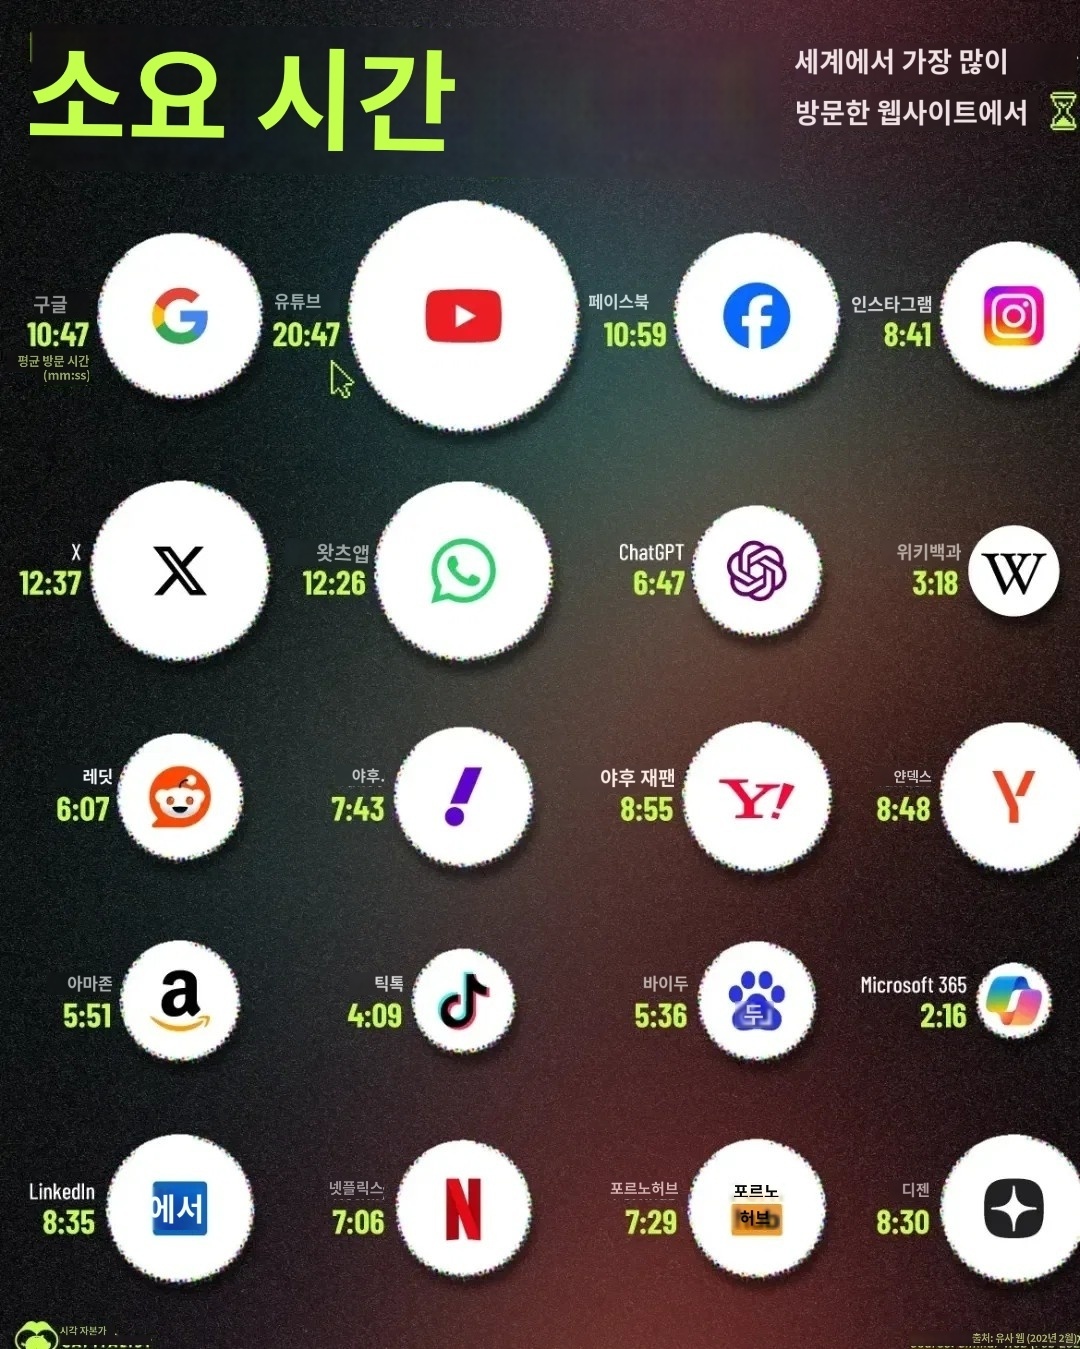 소요 시간
세계에서 가장 많이
방문한 웹사이트에서
구글
10:47
평균 방문 시간
(mm:ss)
유튜브
20:47
페이스북
10:59
인스타그램
8:41
X
12:37
왓츠앱
12:26
ChatGPT
6:47
위키백과
3:18
W
레딧
6:07
야후.
7:43
야후 재팬
8:55
Y!
얀덱스
8:48
아마존
5:51
a
틱톡
4:09
바이두
5:36
두
Microsoft 365
2:16
LinkedIn
8:35
에서
넷플릭스
7:06
N
포르노허브
7:29
포르노
허브
디젠
8:30
시각 자본가
출처: 유사 웹 (202년 2월)